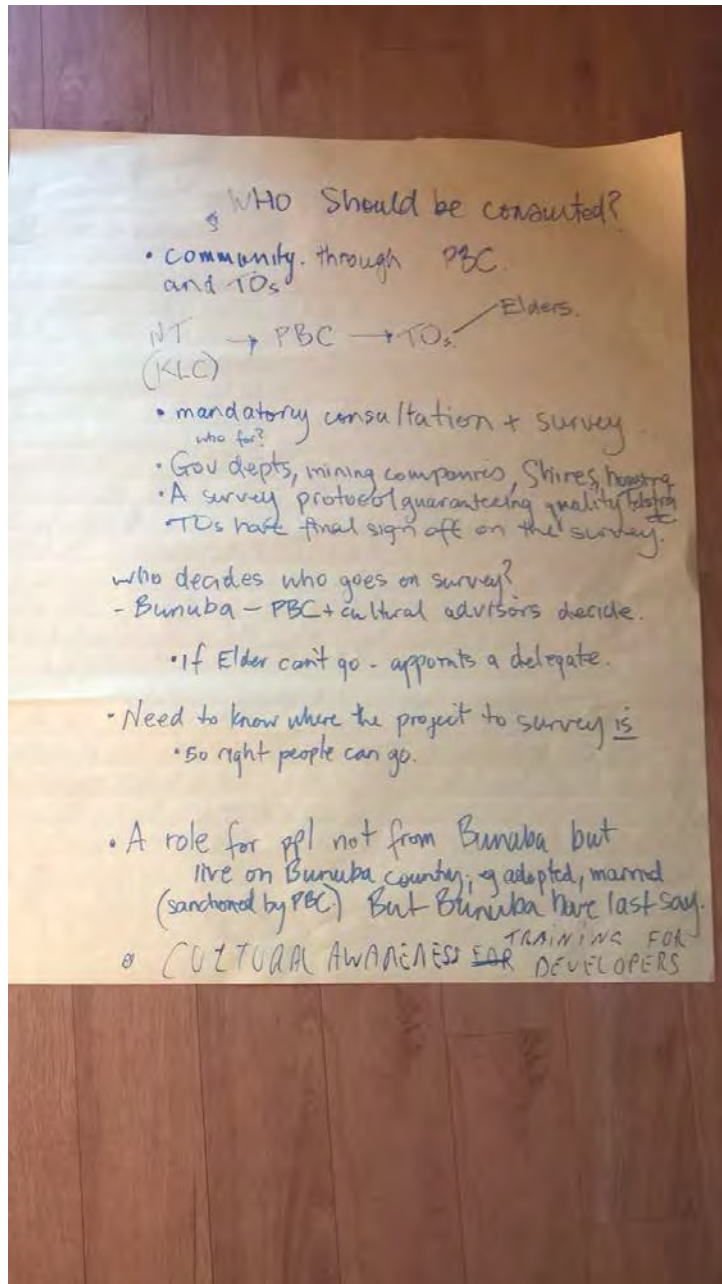 WHO Should be consulted?
• community. through PBC.
and TOs
NT → PBC → TOs. Elders.
(KLC)
• mandatory consultation + survey
who for?
• Gov depts, mining companies, Shires, housing
• A survey protocol guaranteeing quality Telstra
• TOs have final sign off on the survey.
who decides who goes on survey?
- Bunuba - PBC + cultural advisors decide.
• If Elder can't go - appoints a delegate.
• Need to know where the project to survey is
• So right people can go.
• A role for ppl not from Bunuba but
live on Bunuba country, eg adopted, married
(sanctioned by PBC) But Bunuba have last say.
• CULTURAL AWARENESS FOR TRAINING FOR
DEVELOPERS